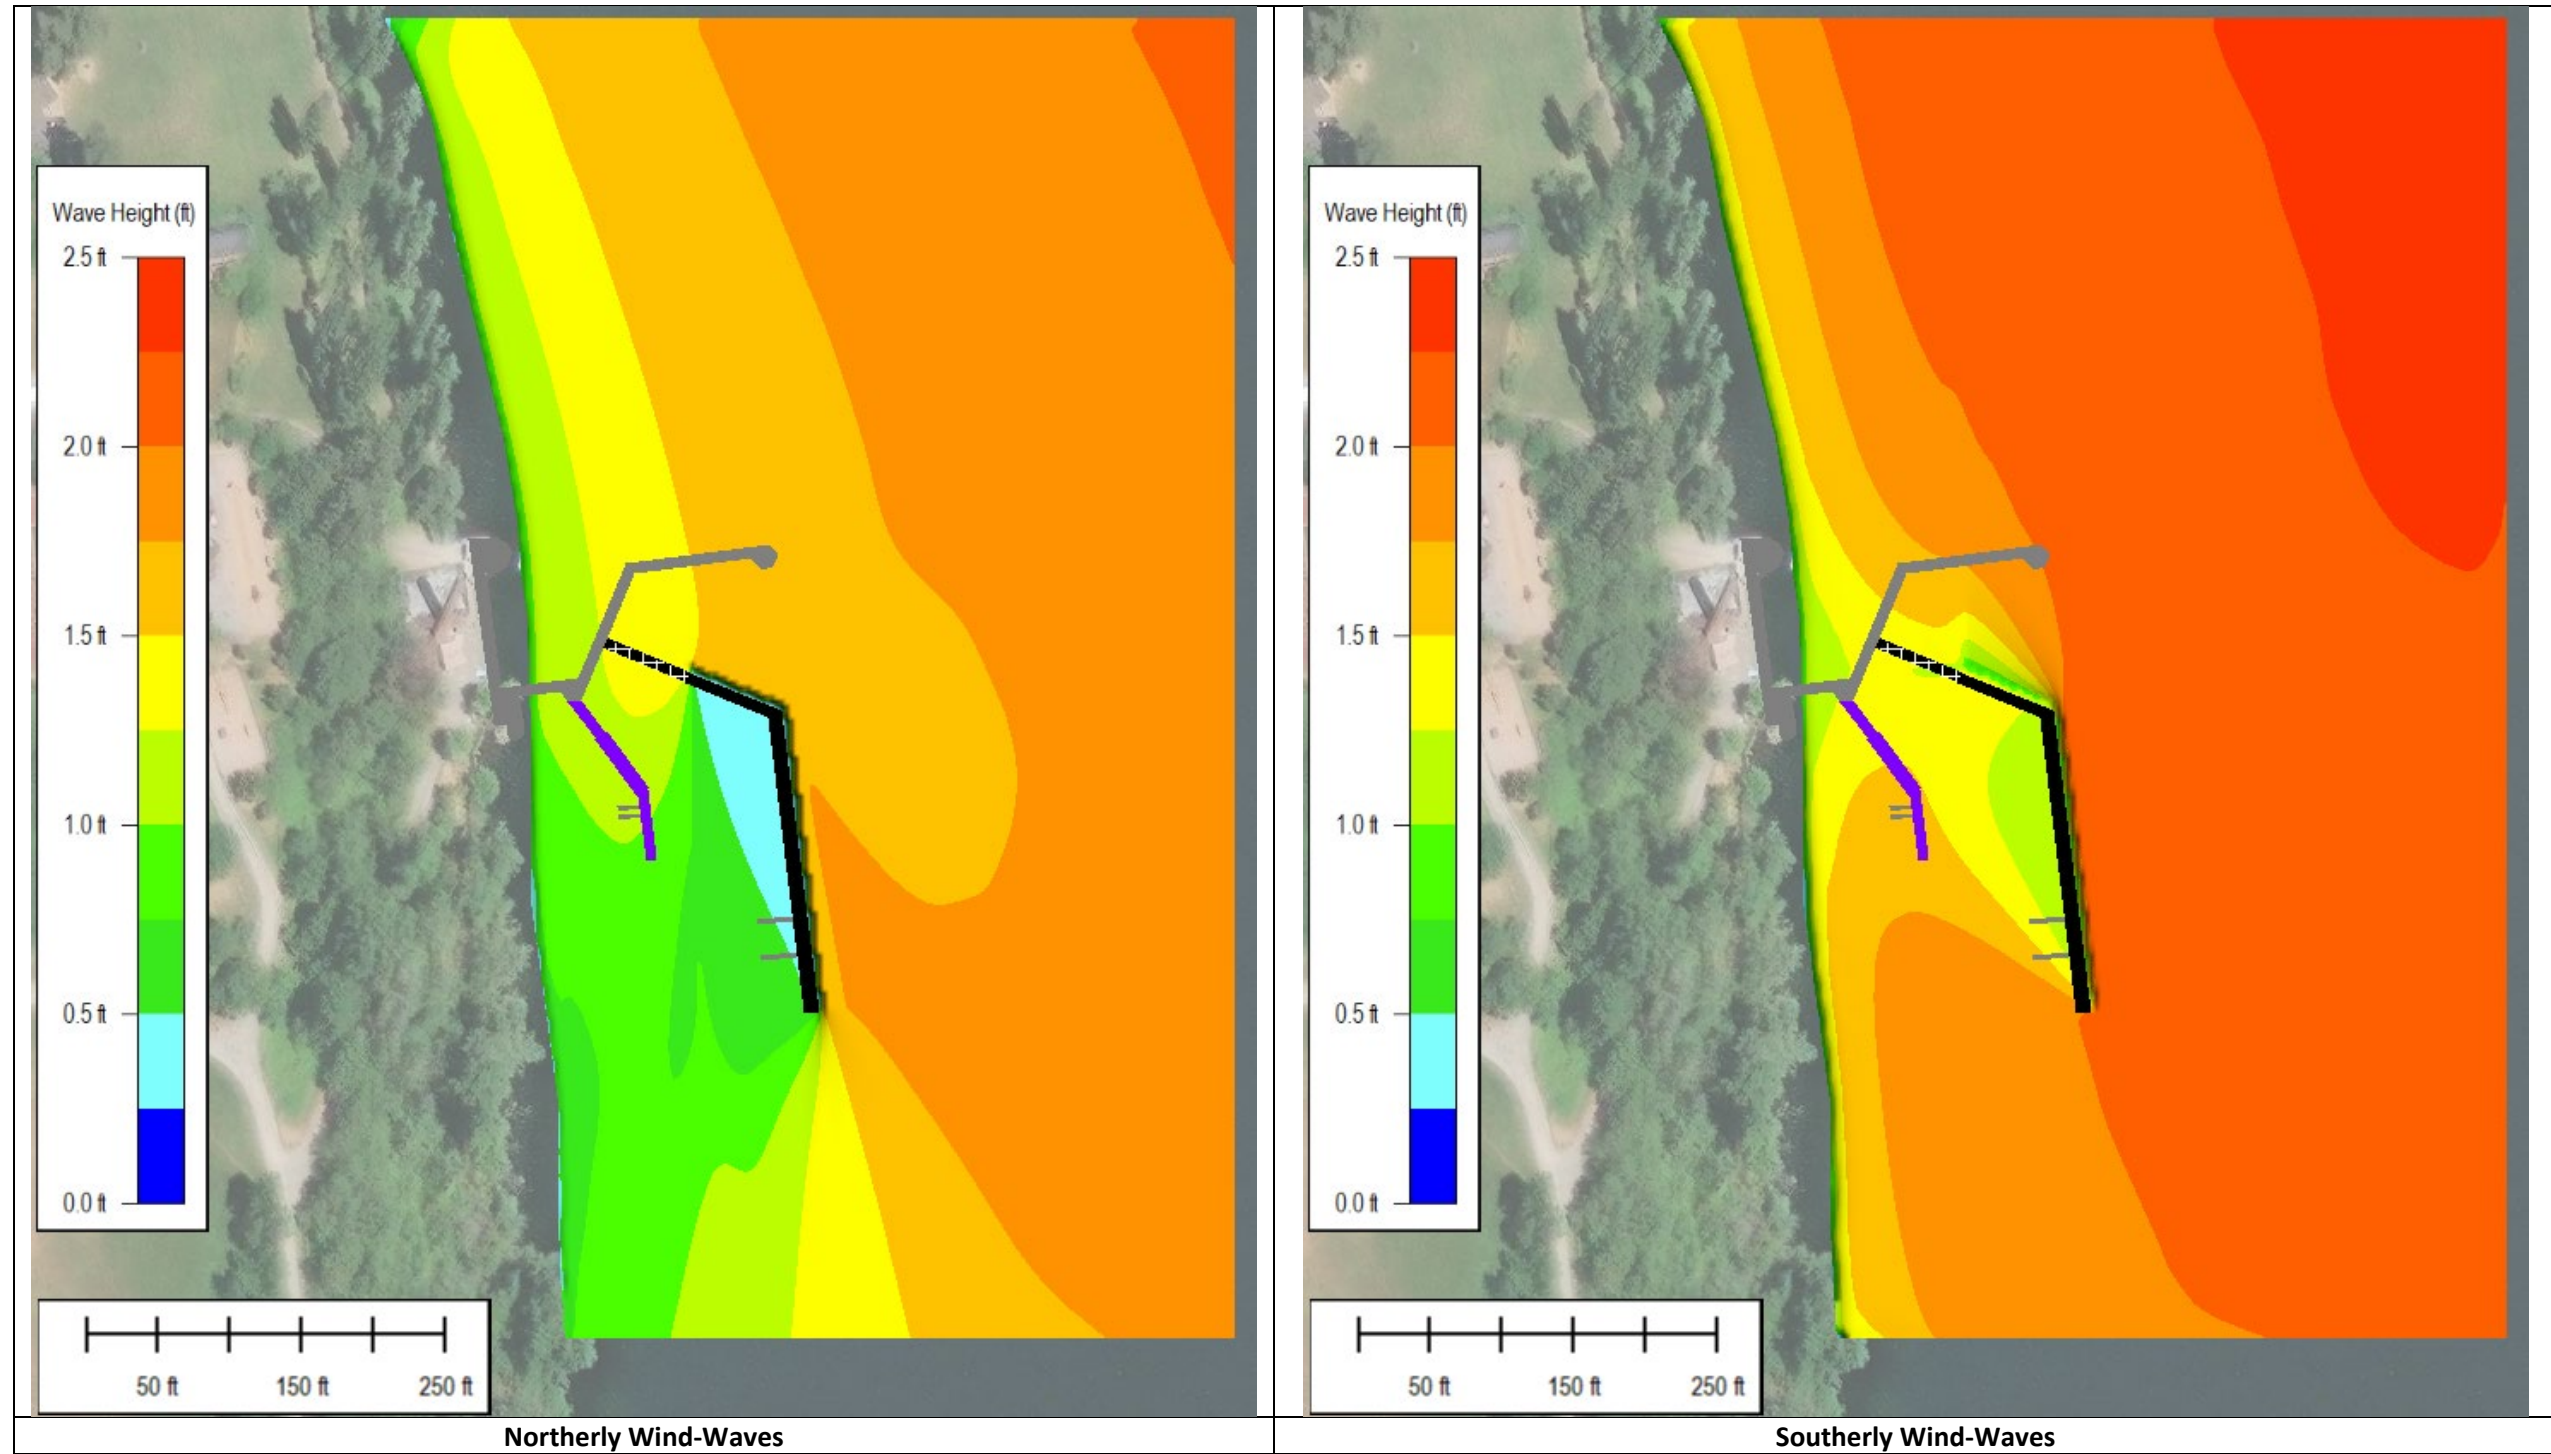 Wave Height (ft)
2.5 ft
2.0 ft
1.5 ft
1.0 ft
0.5 ft
0.0 ft
50 ft 150 ft 250 ft
Northerly Wind-Waves
Wave Height (ft)
2.5 ft
2.0 ft
1.5 ft
1.0 ft
0.5 ft
0.0 ft
50 ft 150 ft 250 ft
Southerly Wind-Waves